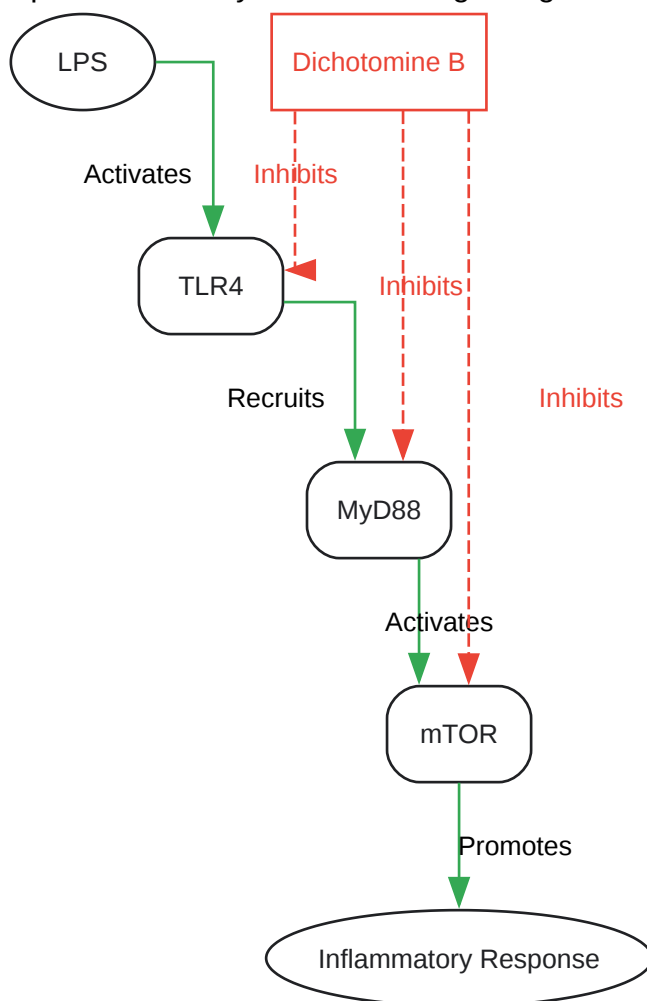 LPS
Dichotomine B
Activates
Inhibits
TLR4
Inhibits
Recruits
Inhibits
MyD88
Activates
mTOR
Promotes
Inflammatory Response